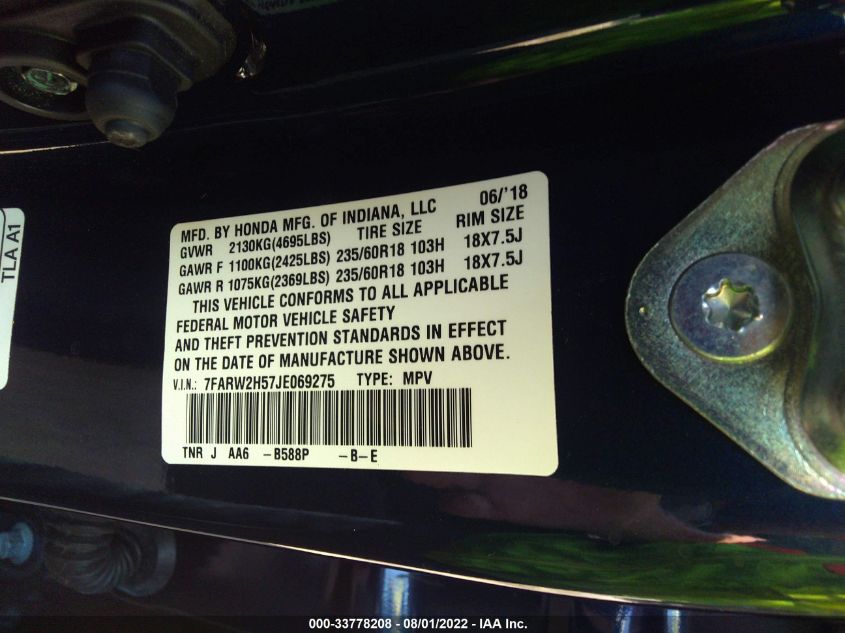 MFD. BY HONDA MFG. OF INDIANA, LLC 06/'18
GVWR 2130KG(4695LBS) TIRE SIZE RIM SIZE
GAWR F 1100KG(2425LBS) 235/60R18 103H 18X7.5J
GAWR R 1075KG(2369LBS) 235/60R18 103H 18X7.5J
THIS VEHICLE CONFORMS TO ALL APPLICABLE
FEDERAL MOTOR VEHICLE SAFETY
AND THEFT PREVENTION STANDARDS IN EFFECT
ON THE DATE OF MANUFACTURE SHOWN ABOVE.
V.I.N.: 7FARW2H57JE069275 TYPE: MPV
TNR J AA6 -B588P -B-E
TLA A1
000-33778208 - 08/01/2022 - IAA Inc.